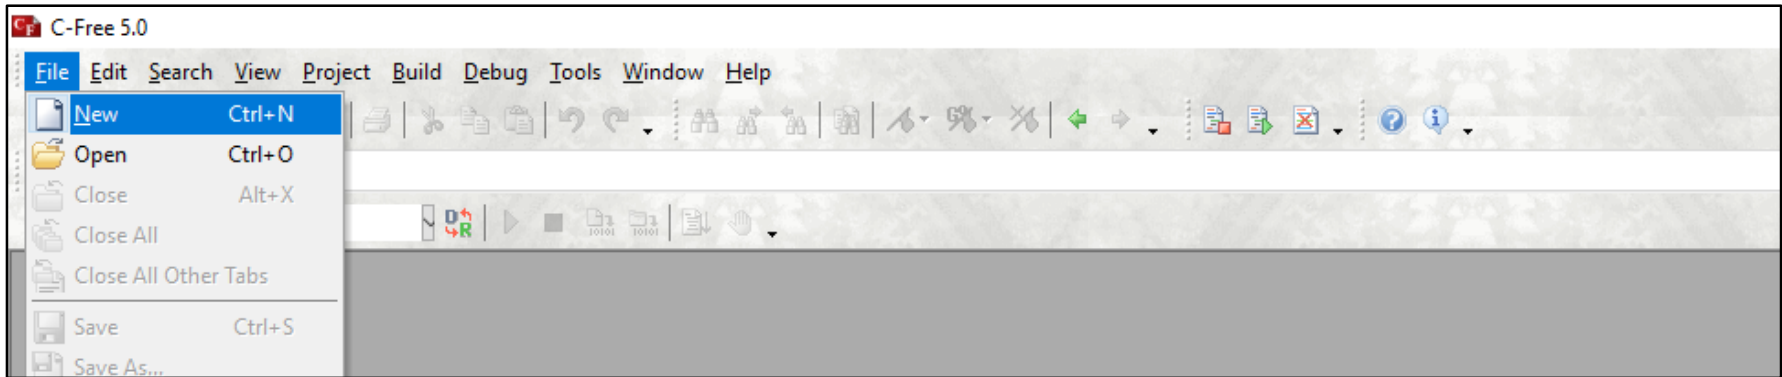 C-Free 5.0
File Edit Search View Project Build Debug Tools Window Help
New Ctrl+N
Open Ctrl+O
Close Alt+X
Close All
Close All Other Tabs
Save Ctrl+S
Save As...